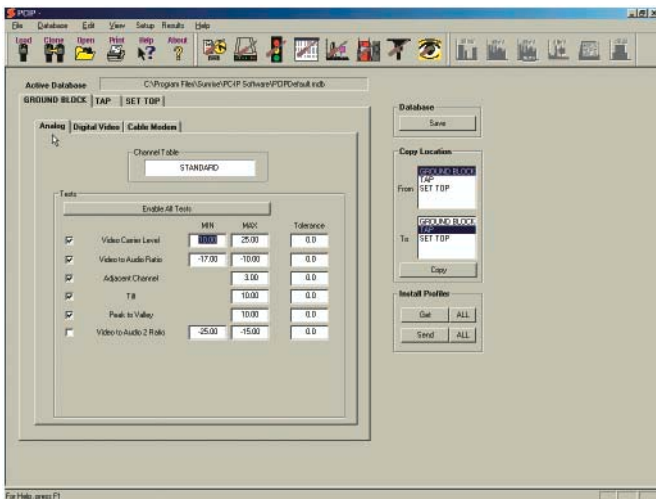 PCIP -
File Database Edit View Setup Results Help
Load Clone Open Print Help About
Active Database C:\Program Files\Sunrise\PC4P Software\PCIPDefault.mdb
GROUND BLOCK TAP SET TOP
Analog Digital Video Cable Modem
Channel Table
STANDARD
Tests
Enable All Tests
MIN MAX Tolerance
Video Carrier Level 10.00 25.00 0.0
Video to Audio Ratio -17.00 -10.00 0.0
Adjacent Channel 3.00 0.0
Tilt 10.00 0.0
Peak to Valley 10.00 0.0
Video to Audio 2 Ratio -25.00 -15.00 0.0
Database
Save
Copy Location
From
GROUND BLOCK
TAP
SET TOP
To
GROUND BLOCK
TAP
SET TOP
Copy
Install Profiles
Get ALL
Send ALL
For Help, press F1